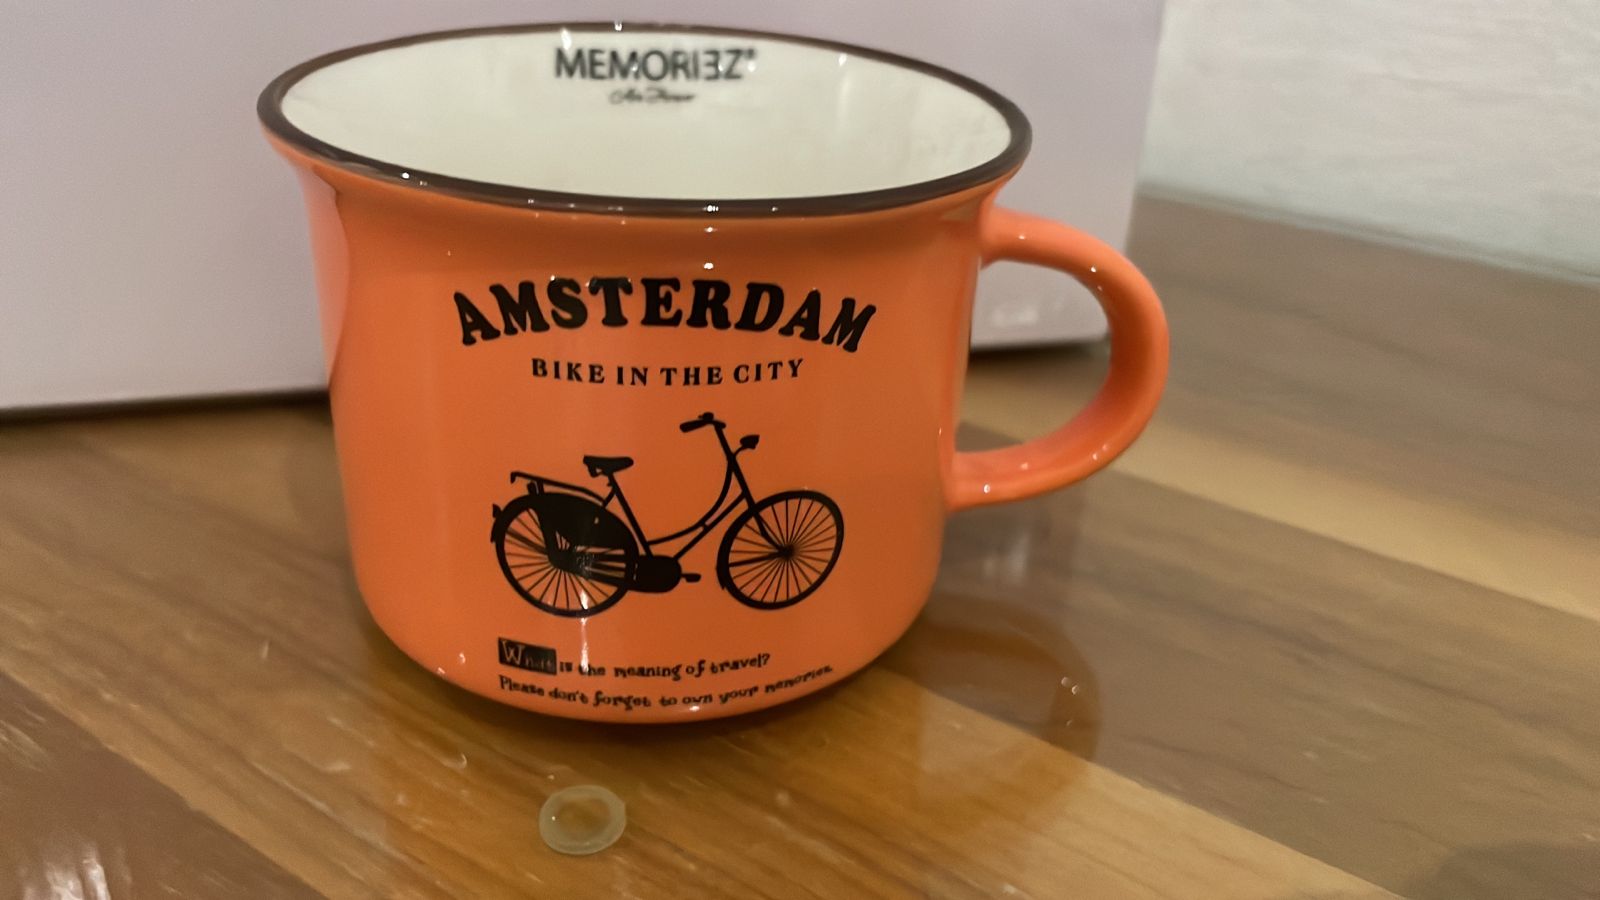 MEMORIEZ®
AMSTERDAM
BIKE IN THE CITY
What is the meaning of travel?
Please don't forget to own your memories.